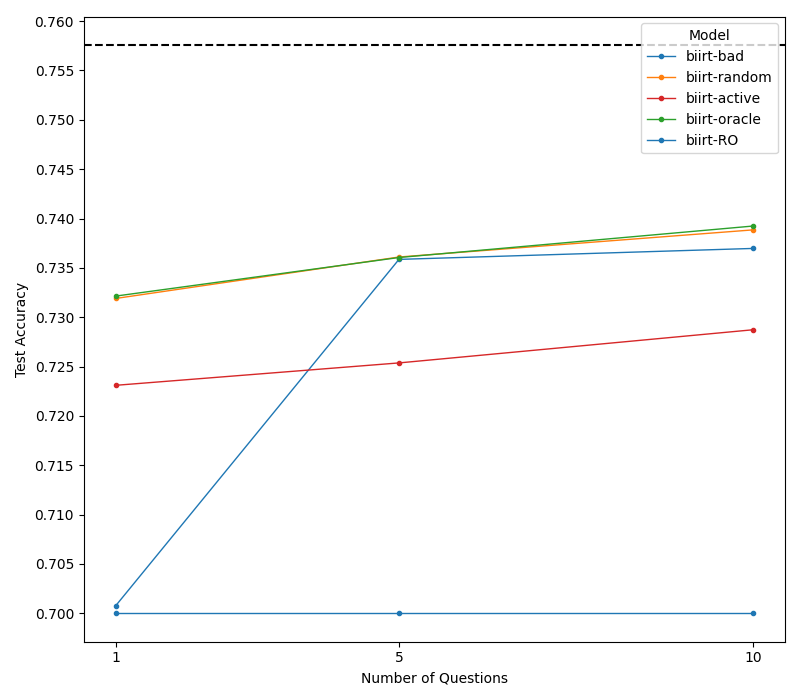 0.760
0.755
0.750
0.745
0.740
0.735
0.730
0.725
0.720
0.715
0.710
0.705
0.700
Test Accuracy
Model
biirt-bad
biirt-random
biirt-active
biirt-oracle
biirt-RO
1
5
10
Number of Questions